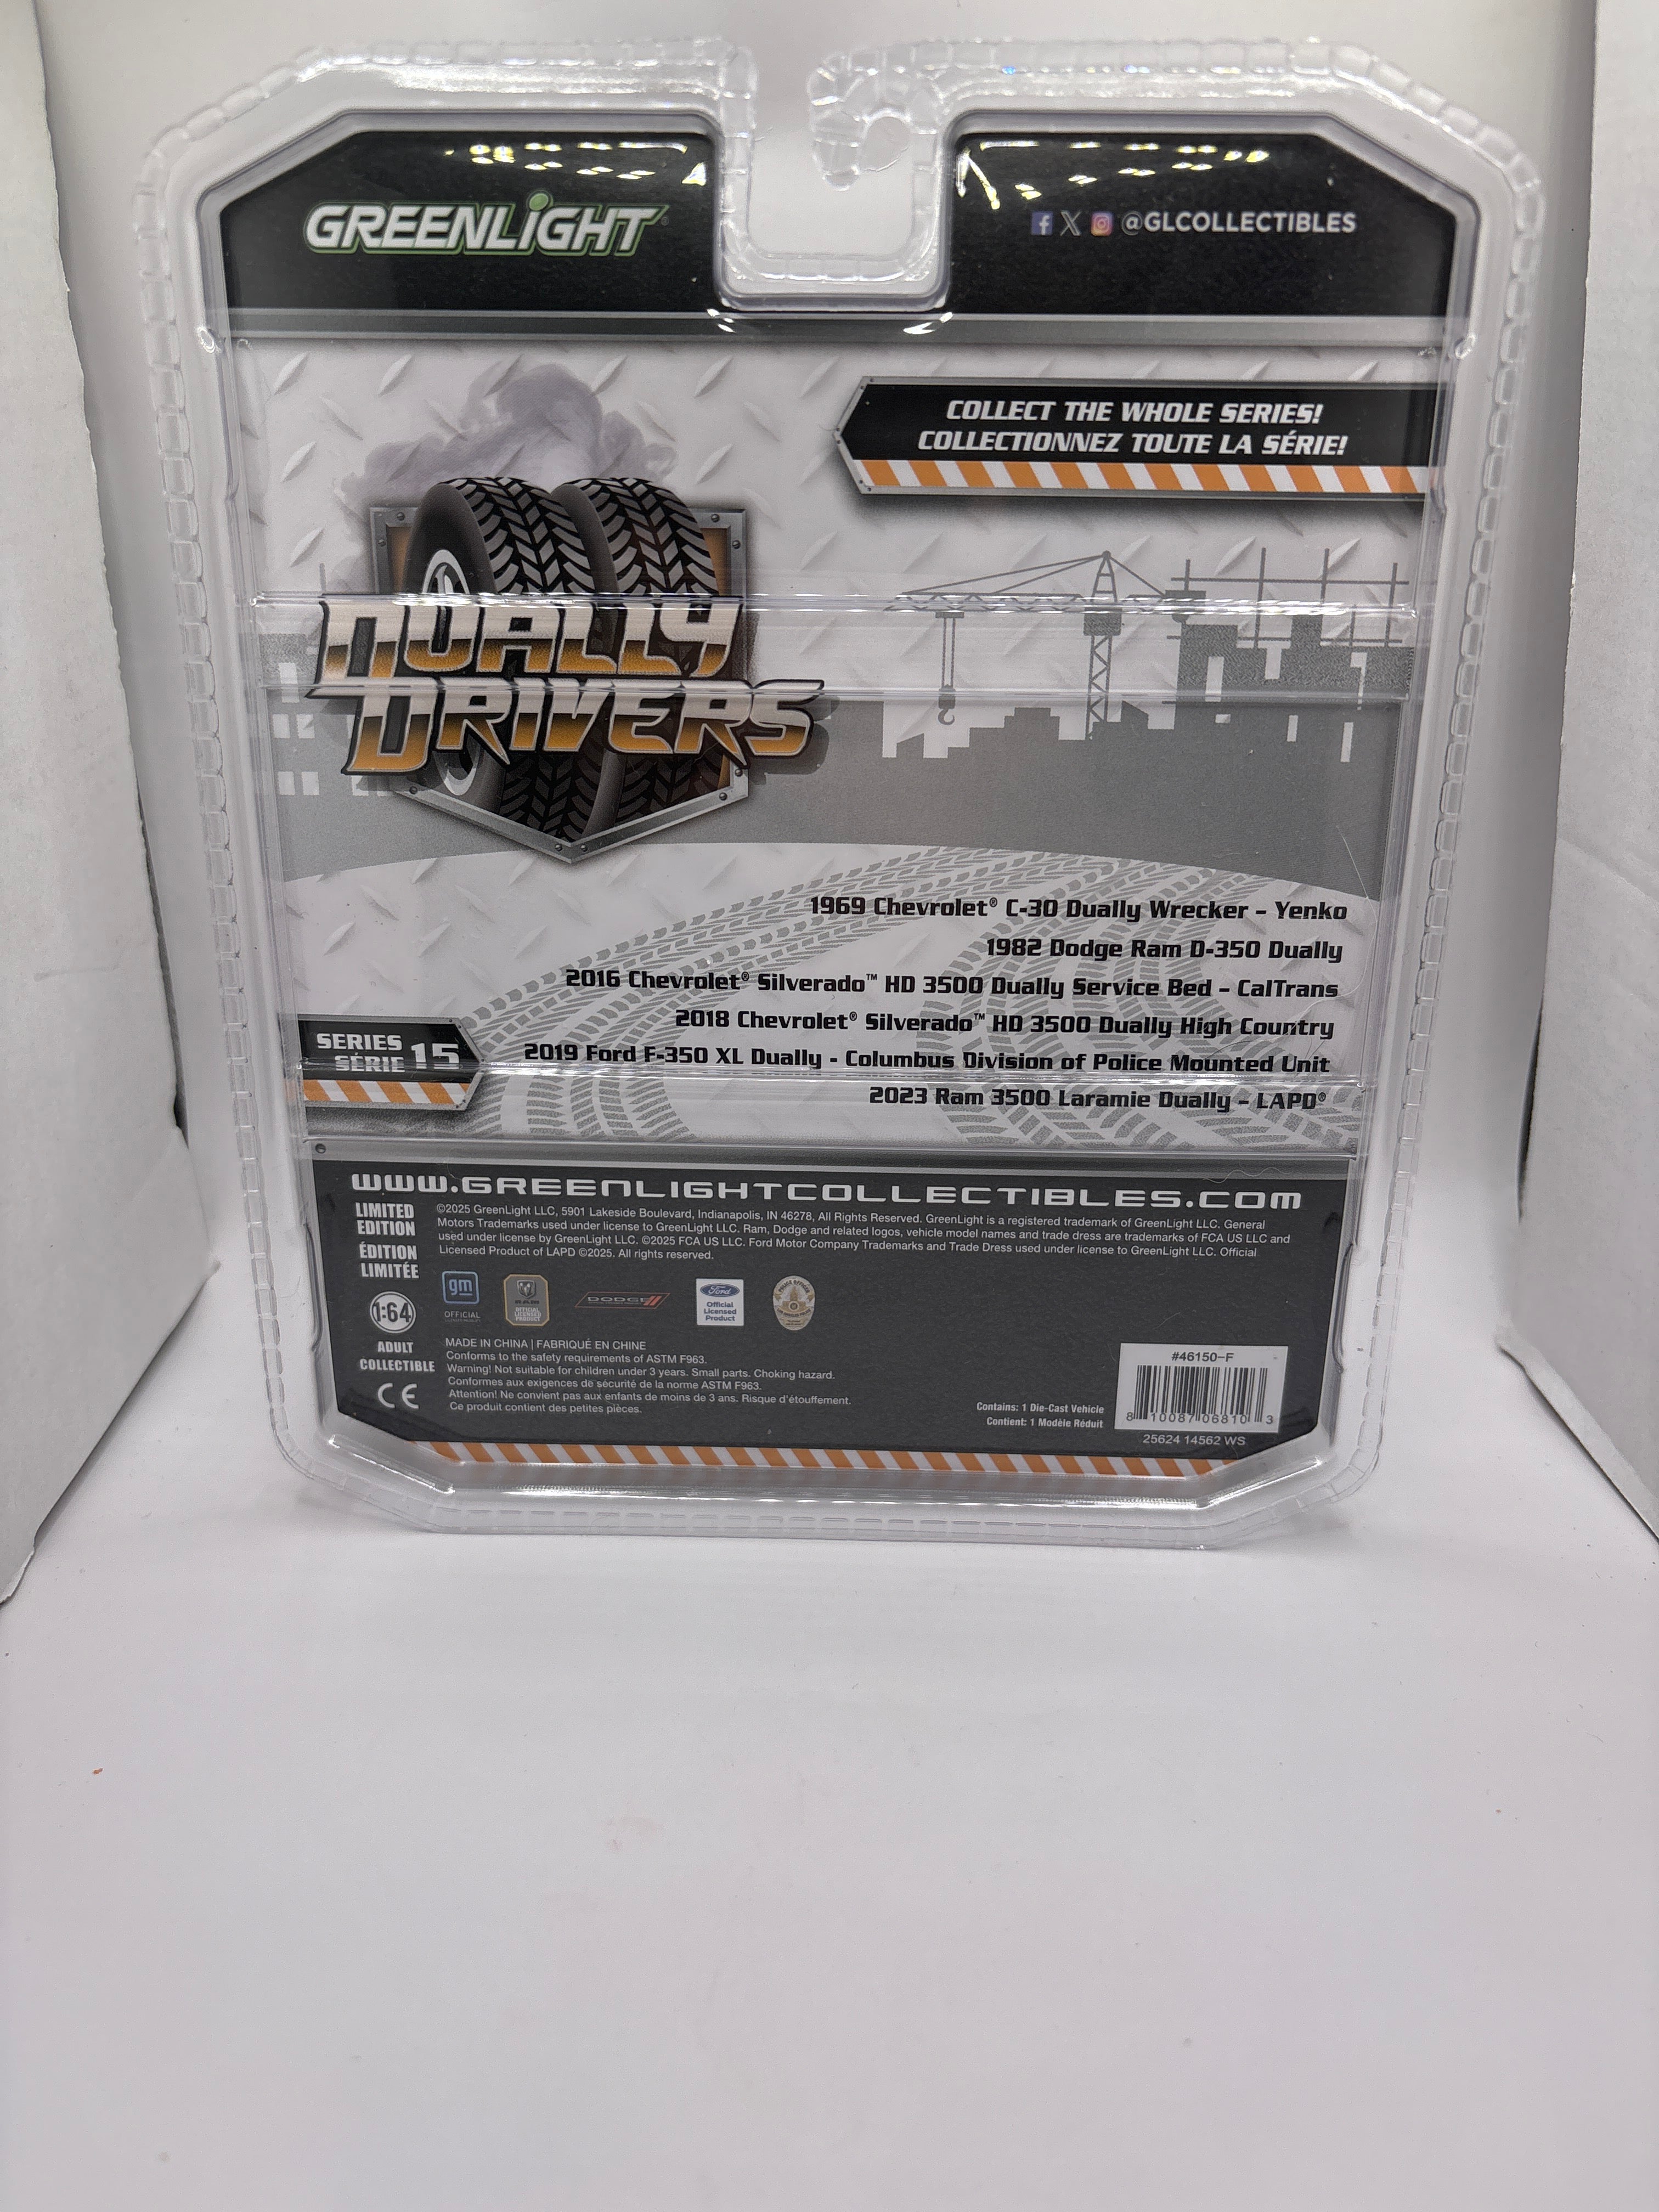 GREENLiGHT
@GLCOLLECTIBLES
COLLECT THE WHOLE SERIES!
COLLECTIONNEZ TOUTE LA SÉRIE!
DUALLY
DRIVERS
1969 Chevrolet® C-30 Dually Wrecker - Yenko
1982 Dodge Ram D-350 Dually
2016 Chevrolet® Silverado™ HD 3500 Dually Service Bed - CalTrans
2018 Chevrolet® Silverado™ HD 3500 Dually High Country
2019 Ford F-350 XL Dually - Columbus Division of Police Mounted Unit
2023 Ram 3500 Laramie Dually - LAPD®
SERIES
SÉRIE 15
WWW.GREENLIGHTCOLLECTIBLES.COM
LIMITED
EDITION
ÉDITION
LIMITÉE
1:64
ADULT
COLLECTIBLE
CE
©2025 GreenLight LLC, 5901 Lakeside Boulevard, Indianapolis, IN 46278, All Rights Reserved. GreenLight is a registered trademark of GreenLight LLC. General
Motors Trademarks used under license to GreenLight LLC. Ram, Dodge and related logos, vehicle model names and trade dress are trademarks of FCA US LLC and
used under license by GreenLight LLC. ©2025 FCA US LLC. Ford Motor Company Trademarks and Trade Dress used under license to GreenLight LLC. Official
Licensed Product of LAPD ©2025. All rights reserved.
gm
OFFICIAL
RAM
OFFICIAL
LICENSED
PRODUCT
DODGE
Ford
Official
Licensed
Product
MADE IN CHINA | FABRIQUÉ EN CHINE
Conforms to the safety requirements of ASTM F963.
Warning! Not suitable for children under 3 years. Small parts. Choking hazard.
Conformes aux exigences de sécurité de la norme ASTM F963.
Attention! Ne convient pas aux enfants de moins de 3 ans. Risque d'étouffement.
Ce produit contient des petites pièces.
Contains: 1 Die-Cast Vehicle
Contient: 1 Modèle Réduit
#46150-F
8 10087 06810 3
25624 14562 WS